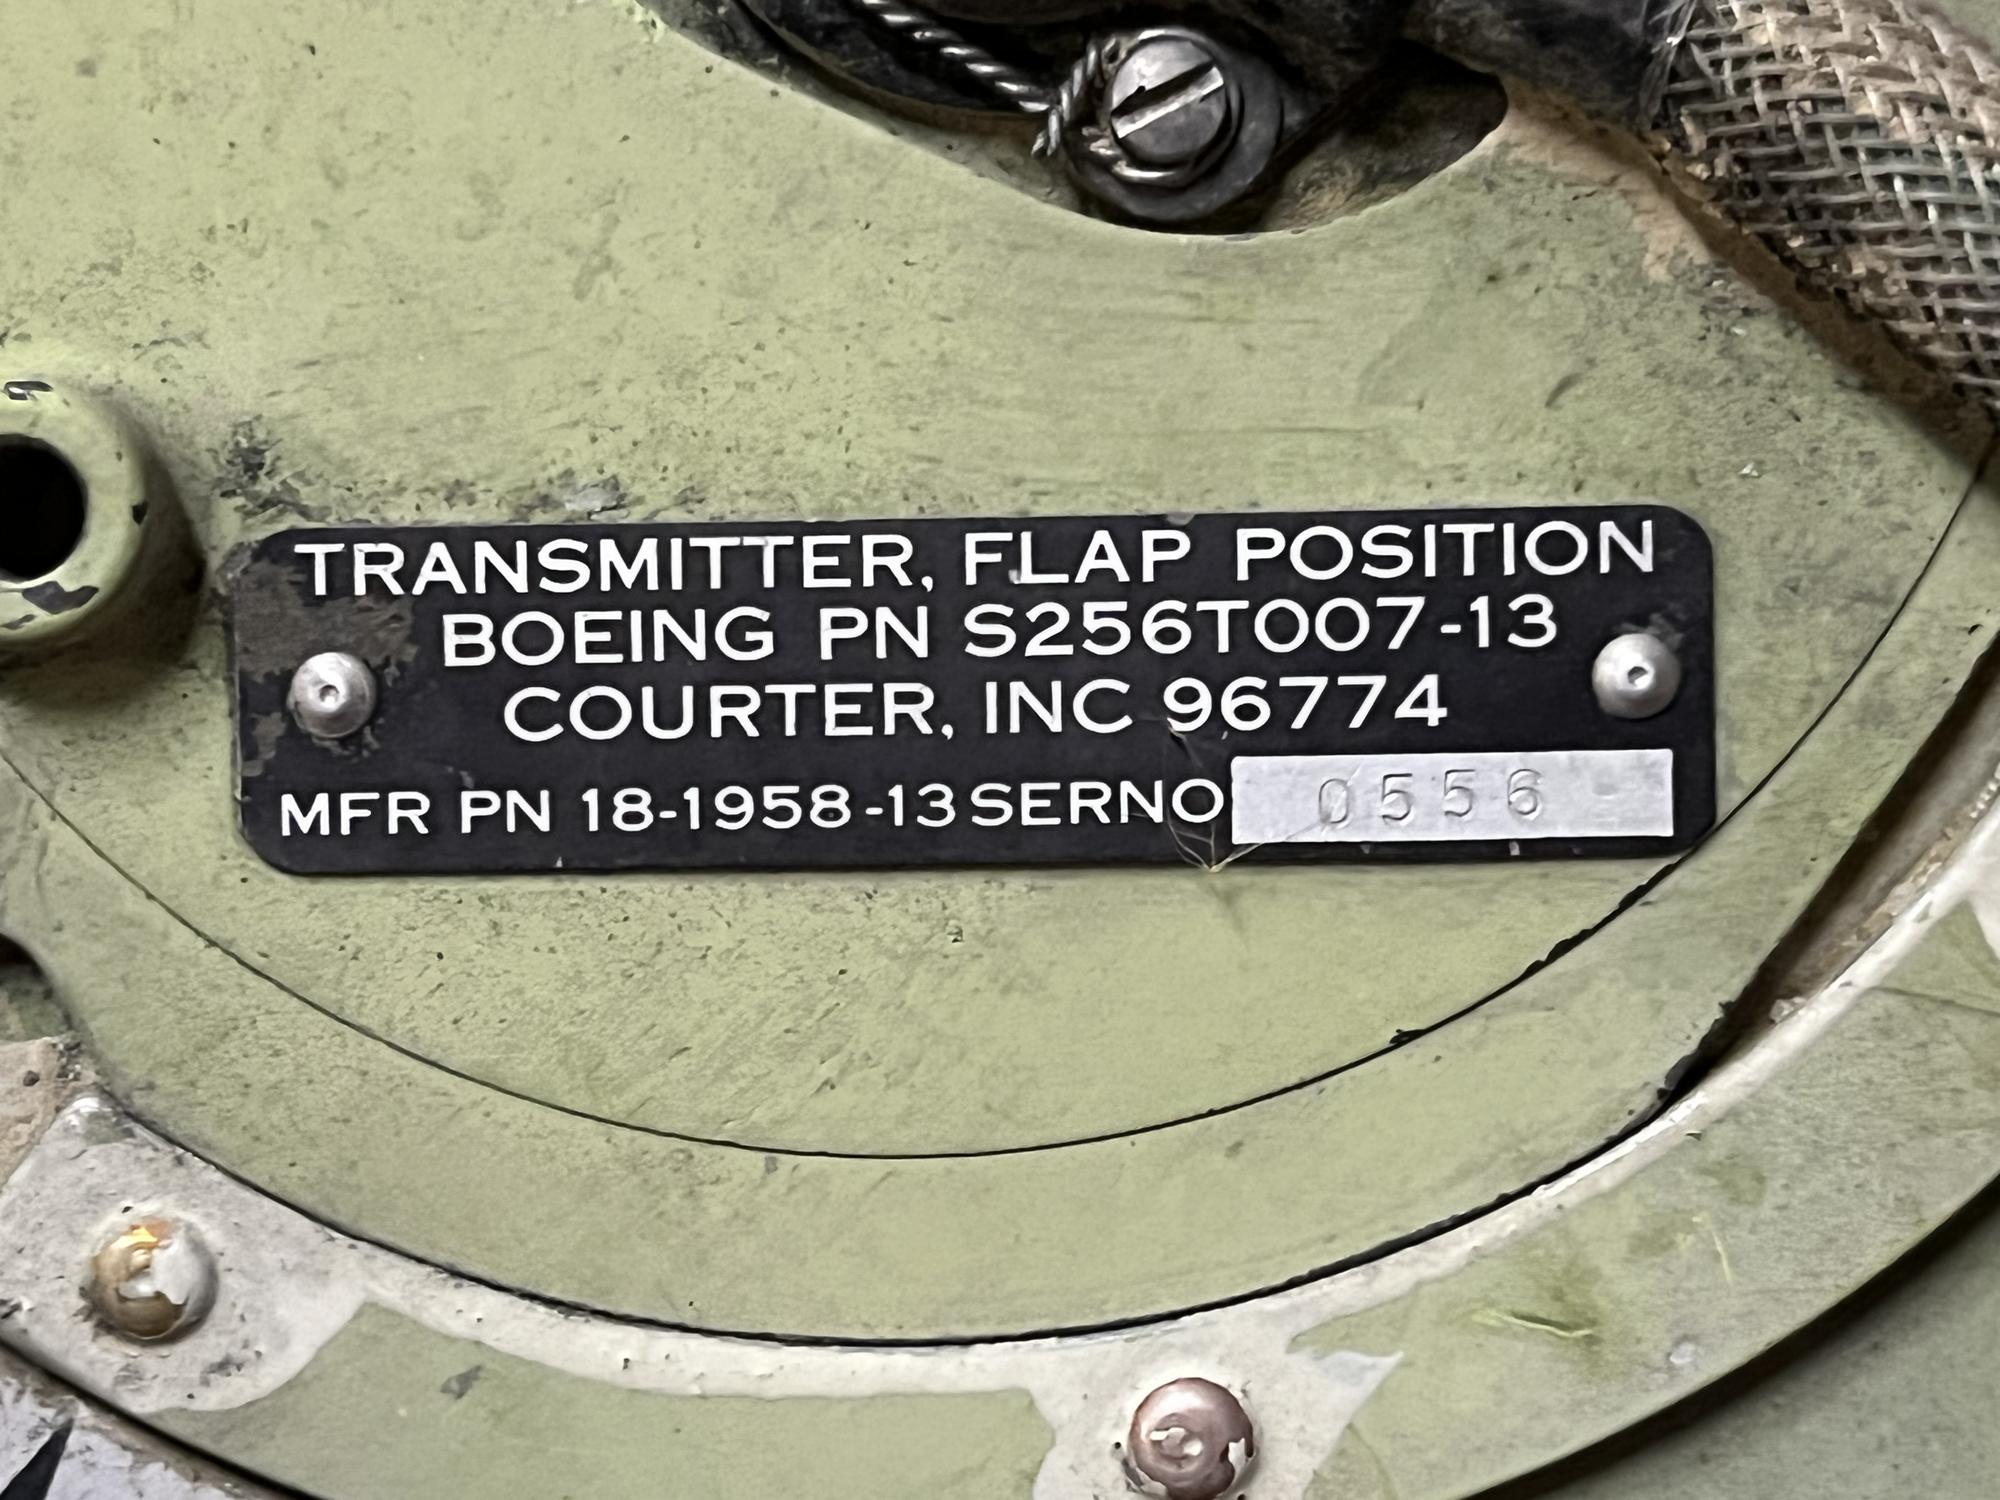 TRANSMITTER, FLAP POSITION
BOEING PN S256T007-13
COURTER, INC 96774
MFR PN 18-1958-13 SERNO 0556